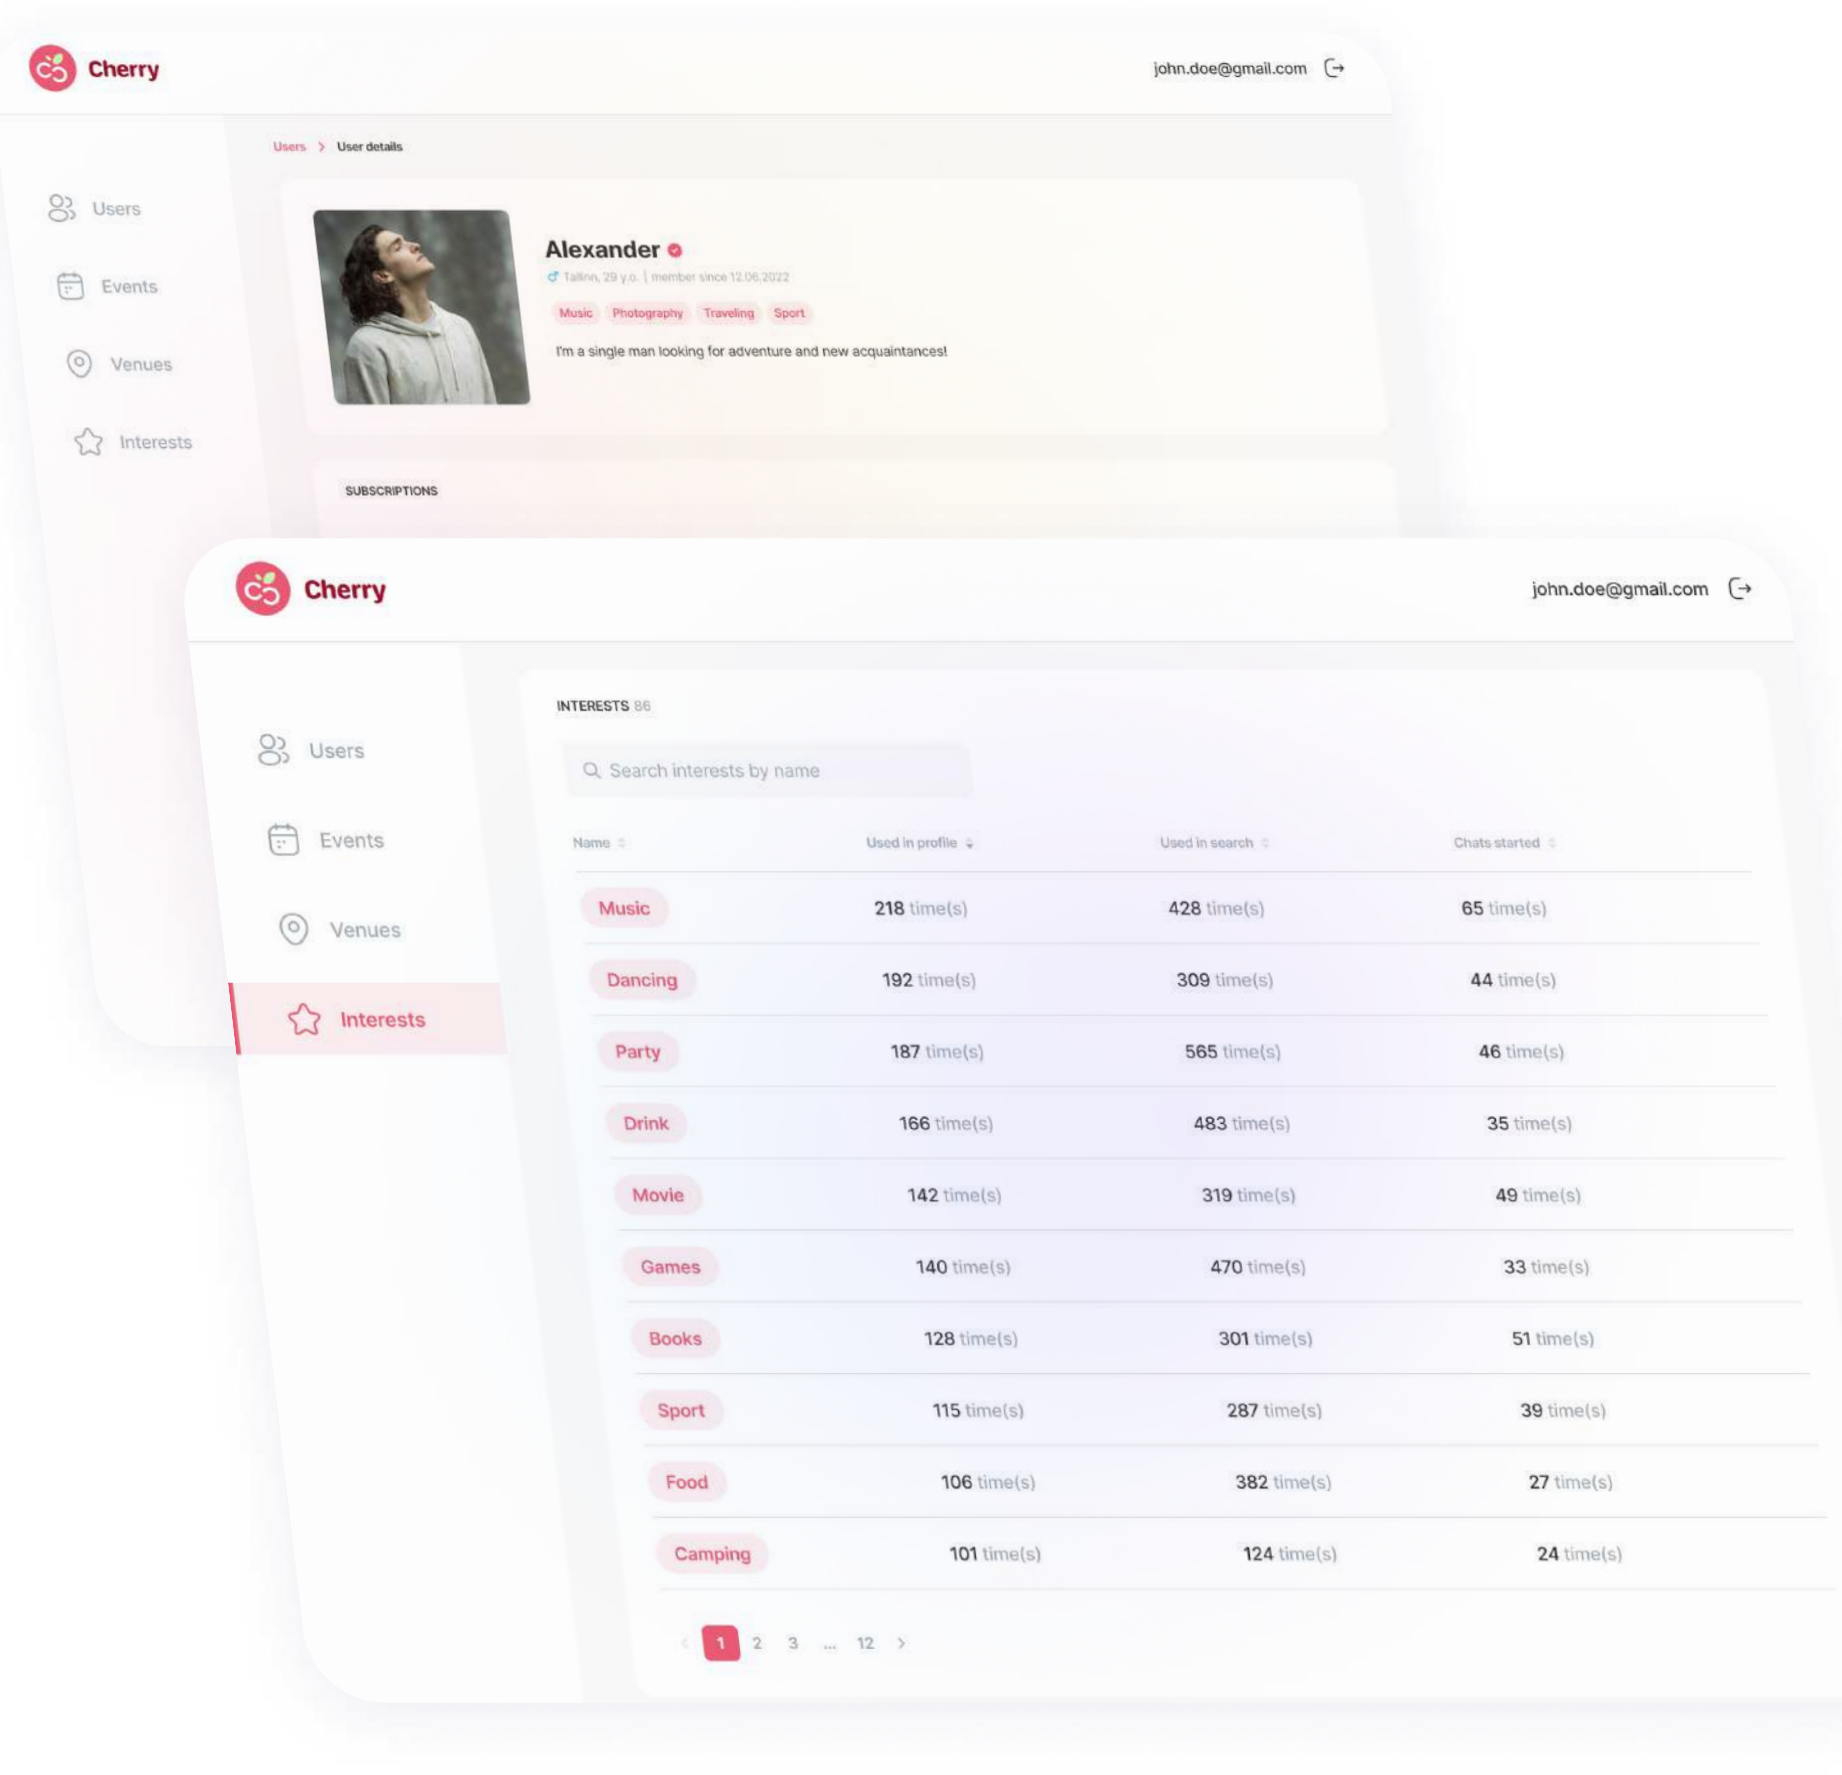 Cherry
john.doe@gmail.com
Users > User details
Users
Events
Venues
Interests
Alexander
Tallinn, 29 y.o. | member since 12.06.2022
Music Photography Traveling Sport
I'm a single man looking for adventure and new acquaintances!
SUBSCRIPTIONS
Cherry
john.doe@gmail.com
Users
Events
Venues
Interests
INTERESTS 86
Search interests by name
Name Used in profile Used in search Chats started
Music 218 time(s) 428 time(s) 65 time(s)
Dancing 192 time(s) 309 time(s) 44 time(s)
Party 187 time(s) 565 time(s) 46 time(s)
Drink 166 time(s) 483 time(s) 35 time(s)
Movie 142 time(s) 319 time(s) 49 time(s)
Games 140 time(s) 470 time(s) 33 time(s)
Books 128 time(s) 301 time(s) 51 time(s)
Sport 115 time(s) 287 time(s) 39 time(s)
Food 106 time(s) 382 time(s) 27 time(s)
Camping 101 time(s) 124 time(s) 24 time(s)
< 1 2 3 ... 12 >